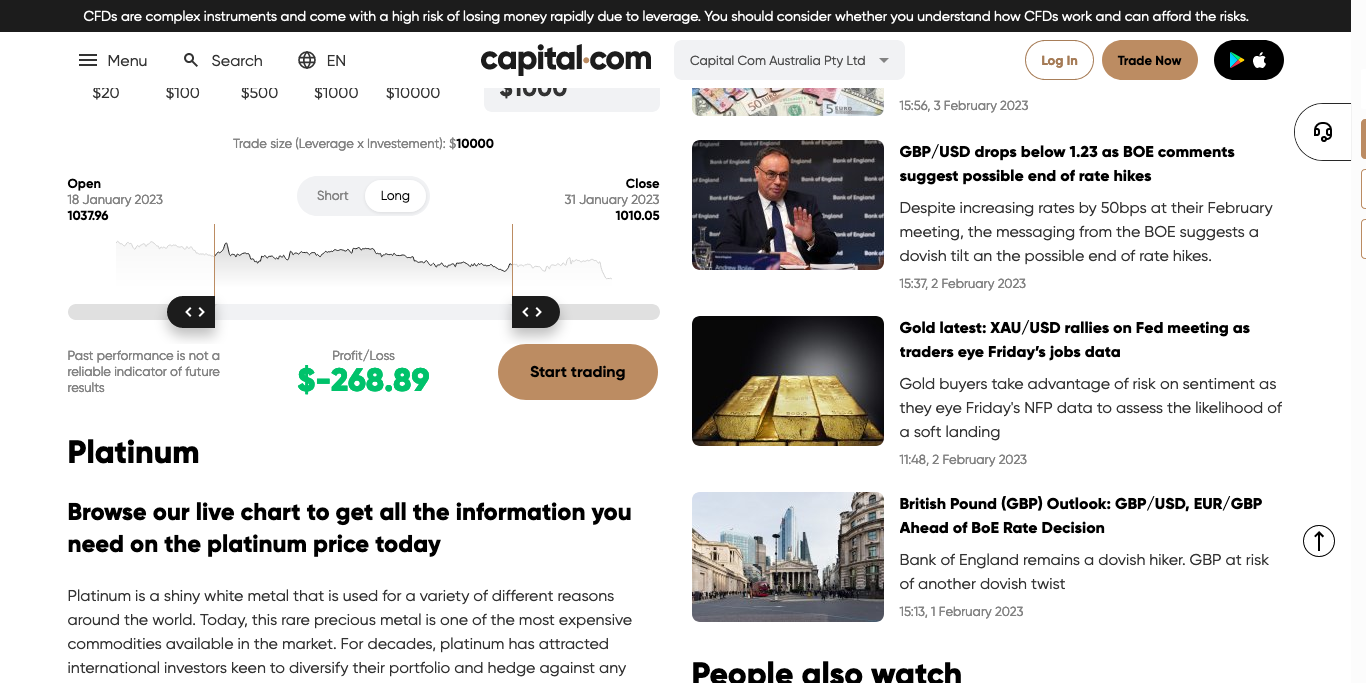 CFDs are complex instruments and come with a high risk of losing money rapidly due to leverage. You should consider whether you understand how CFDs work and can afford the risks.
Menu
Search
EN
capital.com
Capital Com Australia Pty Ltd
Log In
Trade Now
$20
$100
$500
$1000
$10000
$1000
Trade size (Leverage x Investement): $10000
Open
18 January 2023
1037.96
Short
Long
Close
31 January 2023
1010.05
Past performance is not a
reliable indicator of future
results
Profit/Loss
$-268.89
Start trading
Platinum
Browse our live chart to get all the information you
need on the platinum price today
Platinum is a shiny white metal that is used for a variety of different reasons
around the world. Today, this rare precious metal is one of the most expensive
commodities available in the market. For decades, platinum has attracted
international investors keen to diversify their portfolio and hedge against any
15:56, 3 February 2023
Bank of England
GBP/USD drops below 1.23 as BOE comments
suggest possible end of rate hikes
Despite increasing rates by 50bps at their February
meeting, the messaging from the BOE suggests a
dovish tilt an the possible end of rate hikes.
15:37, 2 February 2023
Gold latest: XAU/USD rallies on Fed meeting as
traders eye Friday’s jobs data
Gold buyers take advantage of risk on sentiment as
they eye Friday's NFP data to assess the likelihood of
a soft landing
11:48, 2 February 2023
British Pound (GBP) Outlook: GBP/USD, EUR/GBP
Ahead of BoE Rate Decision
Bank of England remains a dovish hiker. GBP at risk
of another dovish twist
15:13, 1 February 2023
People also watch